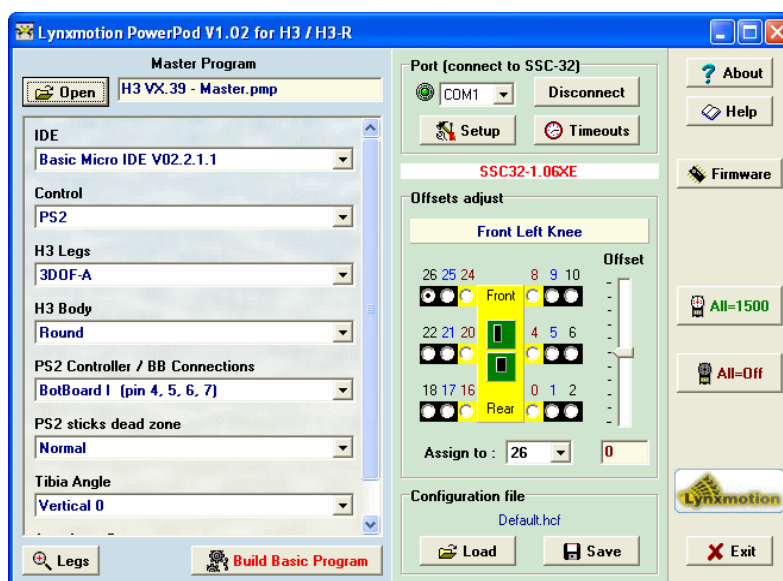 Lynxmotion PowerPod V1.02 for H3 / H3-R
Master Program
Open
H3 VX.39 - Master.pmp
IDE
Basic Micro IDE V02.2.1.1
Control
PS2
H3 Legs
3DOF-A
H3 Body
Round
PS2 Controller / BB Connections
BotBoard I (pin 4, 5, 6, 7)
PS2 sticks dead zone
Normal
Tibia Angle
Vertical 0
Legs
Build Basic Program
Port (connect to SSC-32)
COM1
Disconnect
Setup
Timeouts
SSC32-1.06XE
Offsets adjust
Front Left Knee
Offset
26 25 24 8 9 10
Front
22 21 20 4 5 6
18 17 16 0 1 2
Rear
Assign to : 26
0
Configuration file
Default.hcf
Load
Save
About
Help
Firmware
All=1500
All=Off
Lynxmotion
Exit